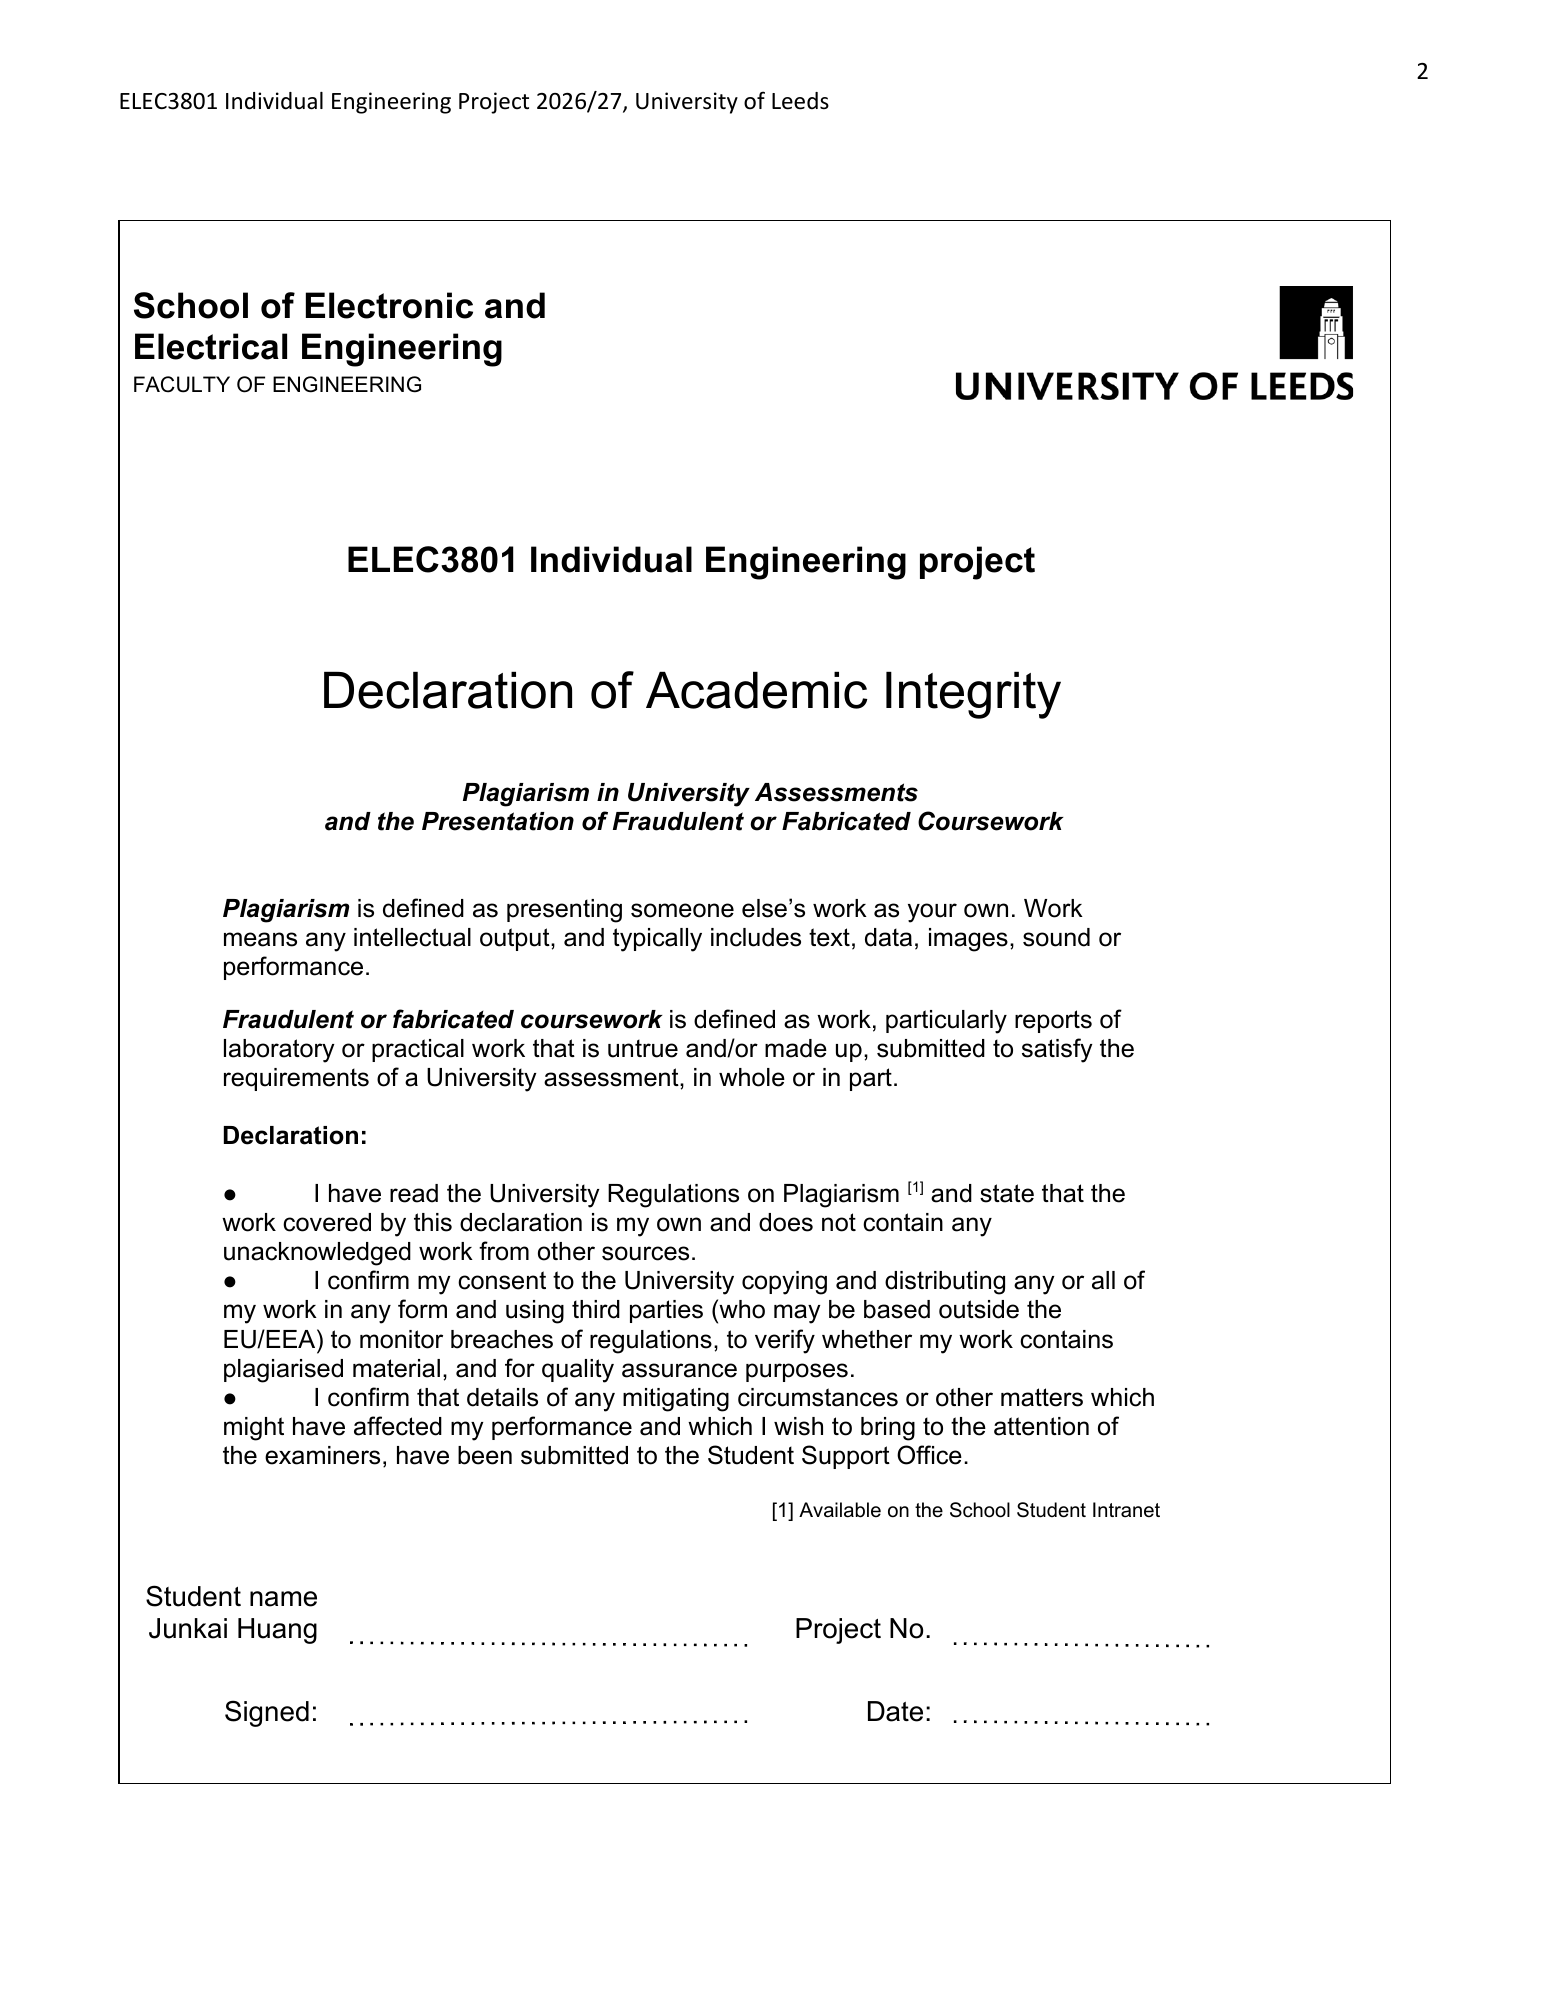 2
ELEC3801 Individual Engineering Project 2026/27, University of Leeds
School of Electronic and
Electrical Engineering
FACULTY OF ENGINEERING
UNIVERSITY OF LEEDS
ELEC3801 Individual Engineering project
Declaration of Academic Integrity
Plagiarism in University Assessments
and the Presentation of Fraudulent or Fabricated Coursework
Plagiarism is defined as presenting someone else’s work as your own. Work
means any intellectual output, and typically includes text, data, images, sound or
performance.
Fraudulent or fabricated coursework is defined as work, particularly reports of
laboratory or practical work that is untrue and/or made up, submitted to satisfy the
requirements of a University assessment, in whole or in part.
Declaration:
● I have read the University Regulations on Plagiarism [1] and state that the
work covered by this declaration is my own and does not contain any
unacknowledged work from other sources.
● I confirm my consent to the University copying and distributing any or all of
my work in any form and using third parties (who may be based outside the
EU/EEA) to monitor breaches of regulations, to verify whether my work contains
plagiarised material, and for quality assurance purposes.
● I confirm that details of any mitigating circumstances or other matters which
might have affected my performance and which I wish to bring to the attention of
the examiners, have been submitted to the Student Support Office.
[1] Available on the School Student Intranet
Student name
Junkai Huang ........................................ Project No. ..........................
Signed: ........................................ Date: ..........................